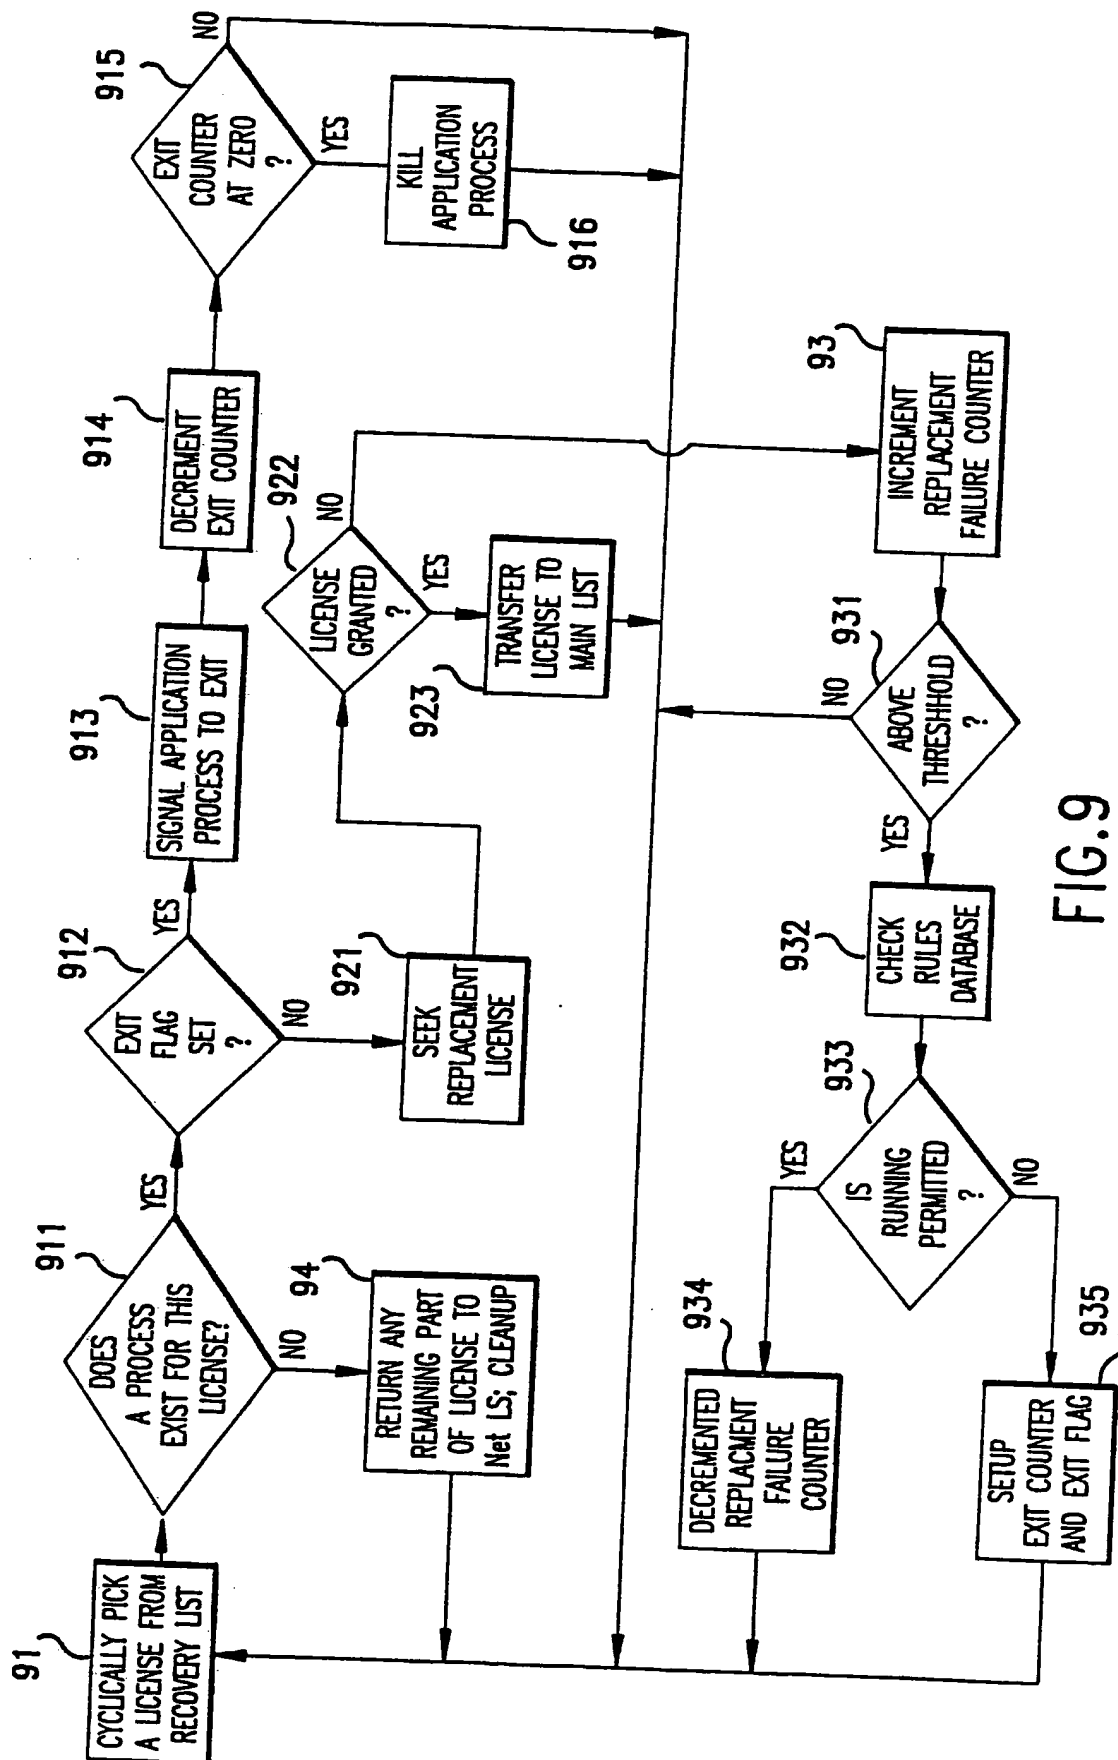 91
CYCLICALLY PICK
A LICENSE FROM
RECOVERY LIST
911
DOES
A PROCESS
EXIST FOR THIS
LICENSE?
YES
NO
94
RETURN ANY
REMAINING PART
OF LICENSE TO
Net LS; CLEANUP
912
EXIT
FLAG
SET
?
YES
NO
913
SIGNAL APPLICATION
PROCESS TO EXIT
914
DECREMENT
EXIT COUNTER
915
EXIT
COUNTER
AT ZERO
?
NO
YES
KILL
APPLICATION
PROCESS
916
921
SEEK
REPLACEMENT
LICENSE
922
LICENSE
GRANTED
?
NO
YES
TRANSFER
LICENSE TO
MAIN LIST
923
93
INCREMENT
REPLACEMENT
FAILURE COUNTER
931
ABOVE
THRESHHOLD
?
NO
YES
932
CHECK
RULES
DATABASE
933
IS
RUNNING
PERMITTED
?
YES
NO
934
DECREMENTED
REPLACMENT
FAILURE
COUNTER
935
SETUP
EXIT COUNTER
AND EXIT FLAG
FIG.9